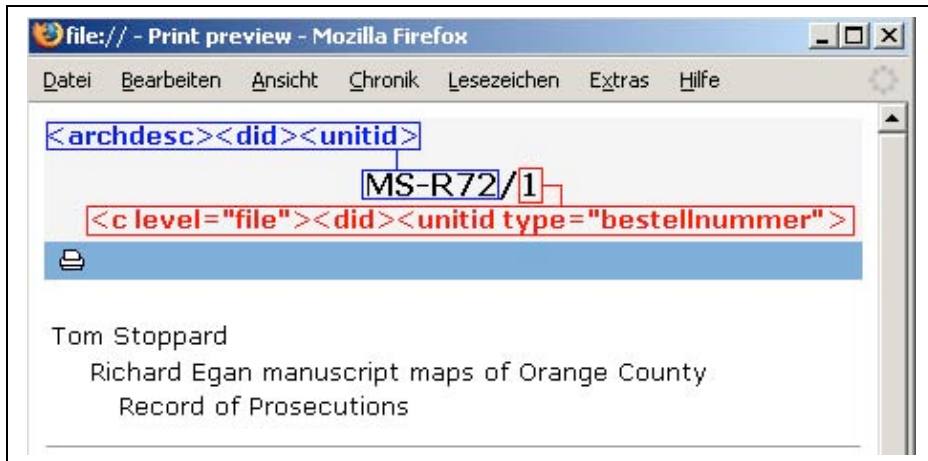 file:// - Print preview - Mozilla Firefox
Datei Bearbeiten Ansicht Chronik Lesezeichen Extras Hilfe
<archdesc><did><unitid>
MS-R72/1
<c level="file"><did><unitid type="bestellnummer">
Tom Stoppard
Richard Egan manuscript maps of Orange County
Record of Prosecutions